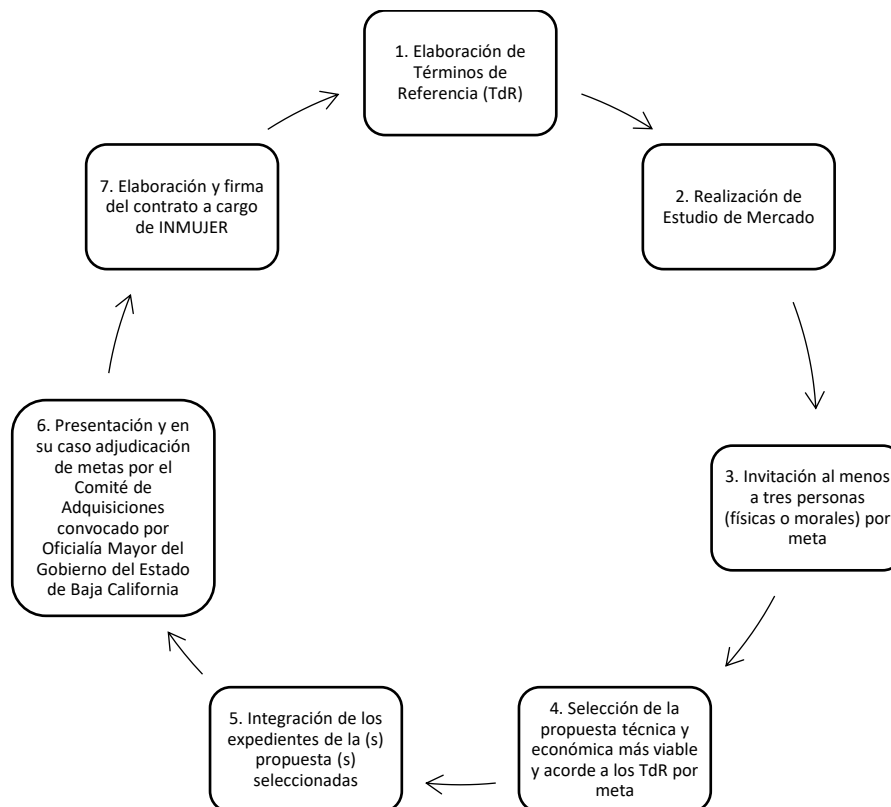 1. Elaboración de
Términos de
Referencia (TdR)
2. Realización de
Estudio de Mercado
3. Invitación al menos
a tres personas
(físicas o morales) por
meta
4. Selección de la
propuesta técnica y
económica más viable
y acorde a los TdR por
meta
5. Integración de los
expedientes de la (s)
propuesta (s)
seleccionadas
6. Presentación y en
su caso adjudicación
de metas por el
Comité de
Adquisiciones
convocado por
Oficialía Mayor del
Gobierno del Estado
de Baja California
7. Elaboración y firma
del contrato a cargo
de INMUJER